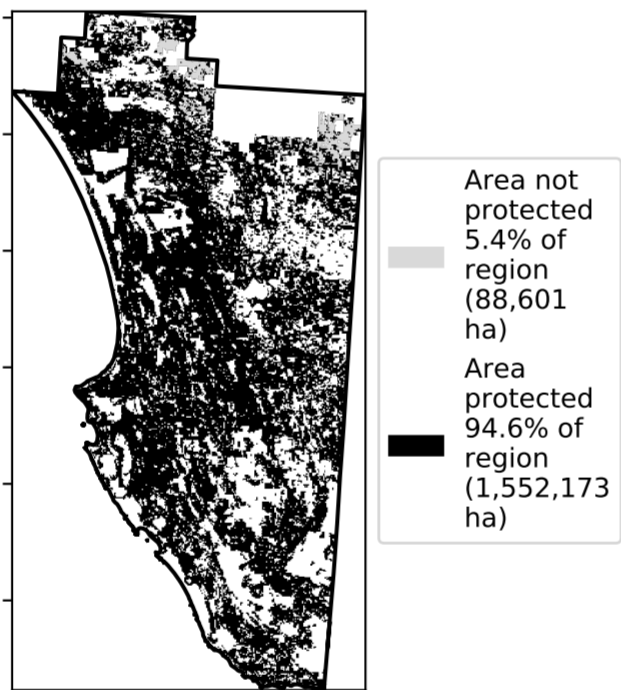 Area not
protected
5.4% of
region
(88,601
ha)
Area
protected
94.6% of
region
(1,552,173
ha)